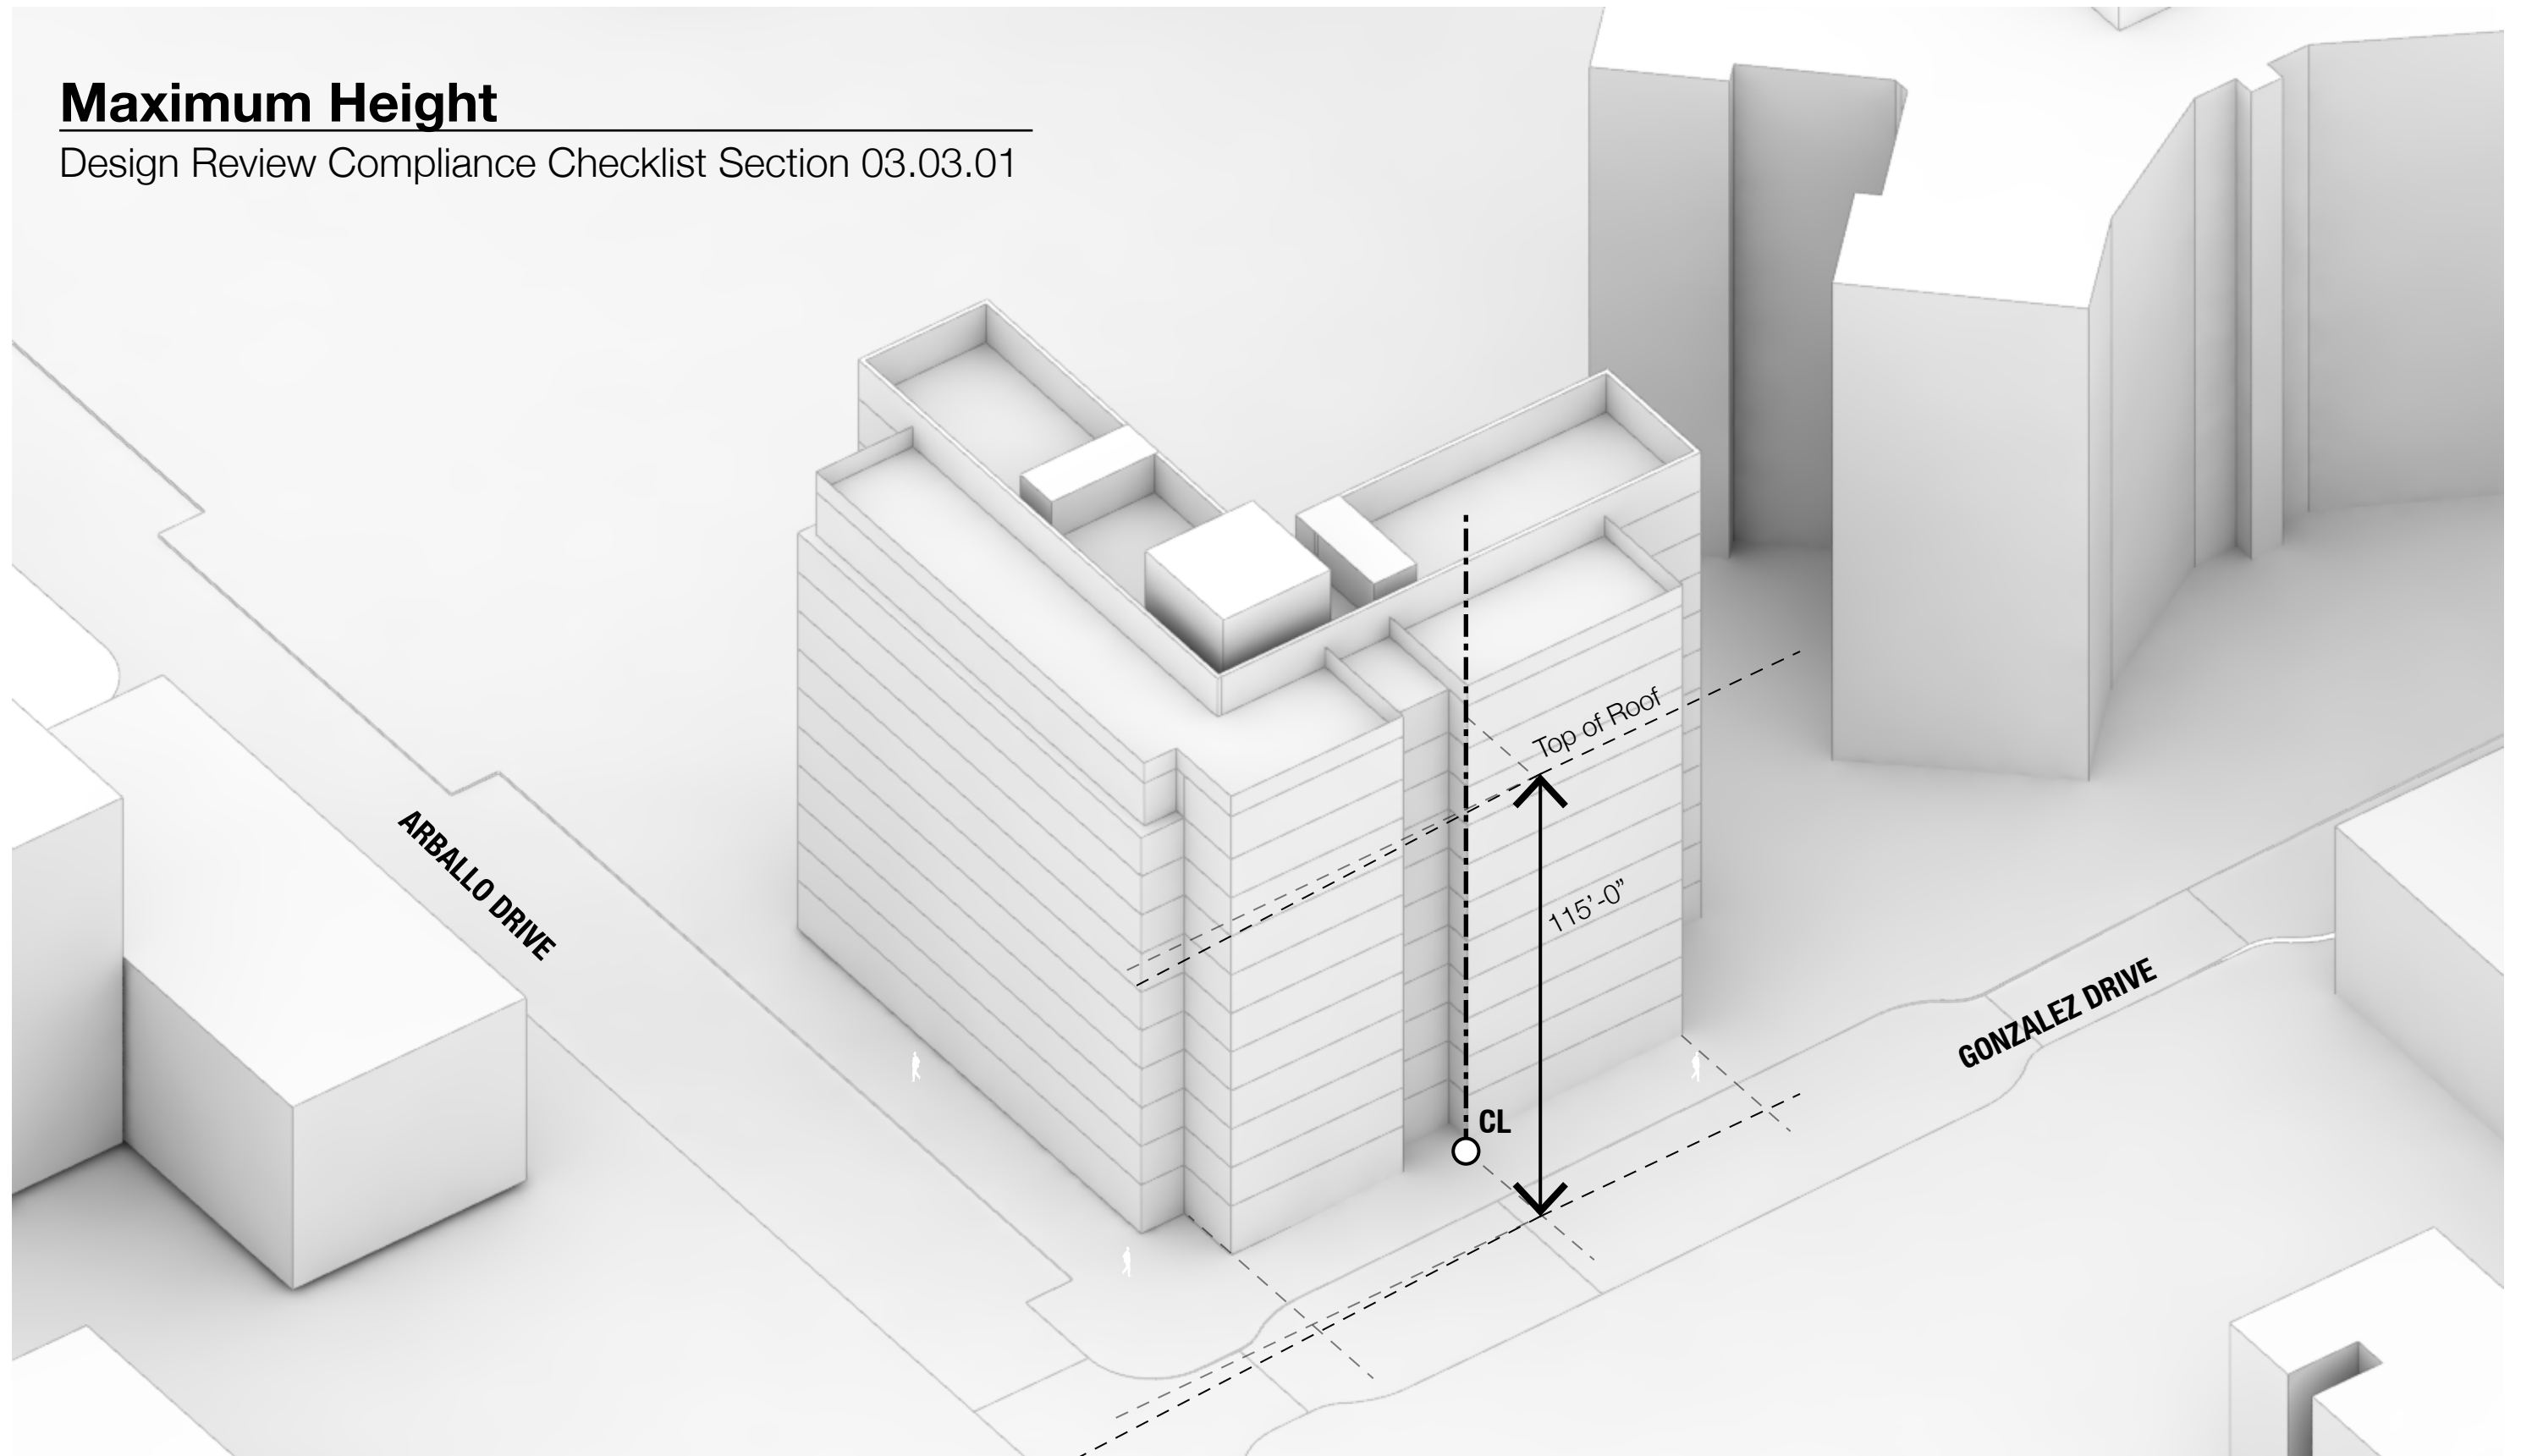 Maximum Height
Design Review Compliance Checklist Section 03.03.01
Top of Roof
ARBALLO DRIVE
115’-0”
GONZALEZ DRIVE
CL